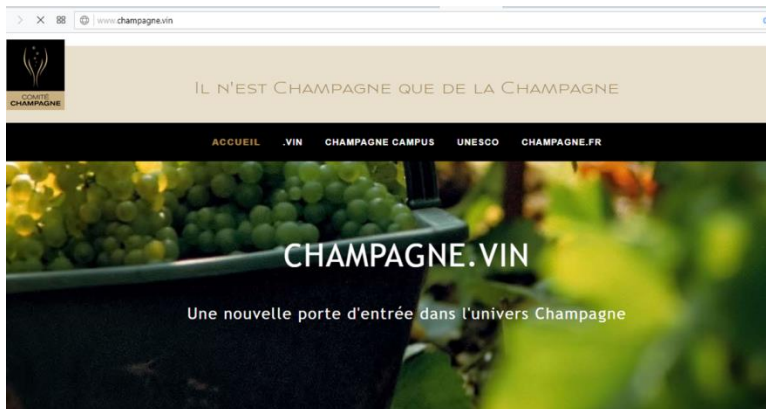 www.champagne.vin
COMITÉ
CHAMPAGNE
IL N'EST CHAMPAGNE QUE DE LA CHAMPAGNE
ACCUEIL .VIN CHAMPAGNE CAMPUS UNESCO CHAMPAGNE.FR
CHAMPAGNE.VIN
Une nouvelle porte d'entrée dans l'univers Champagne